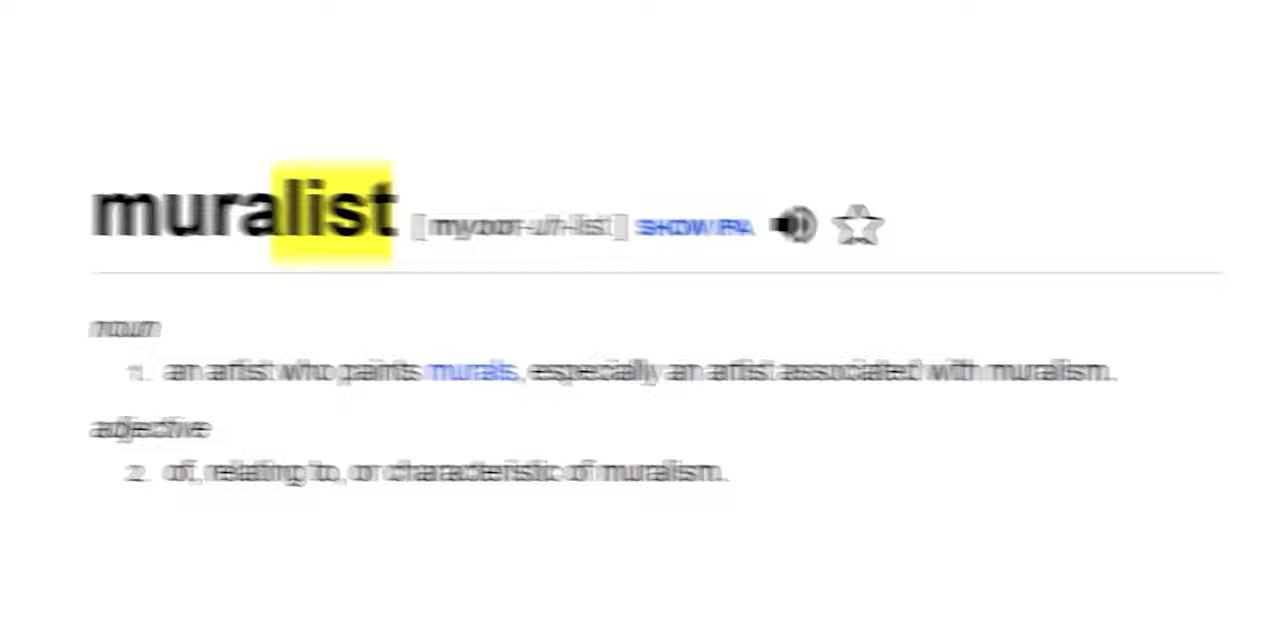 muralist [myoor-uh-list] SHOW IPA
noun
1. an artist who paints murals, especially an artist associated with muralism.
adjective
2. of, relating to, or characteristic of muralism.